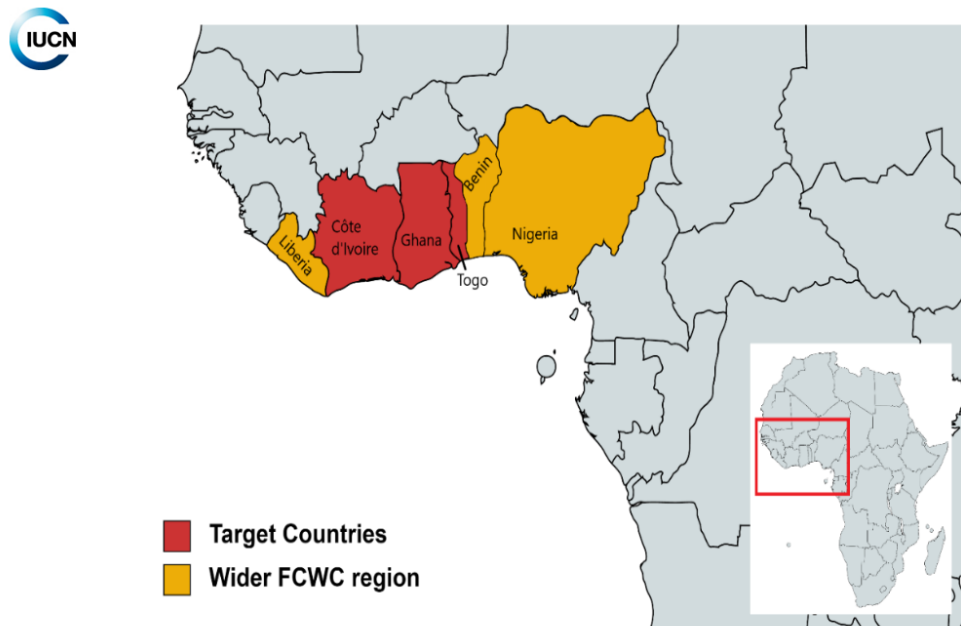 IUCN
Benin
Côte
d'Ivoire
Ghana
Nigeria
Liberia
Togo
Target Countries
Wider FCWC region